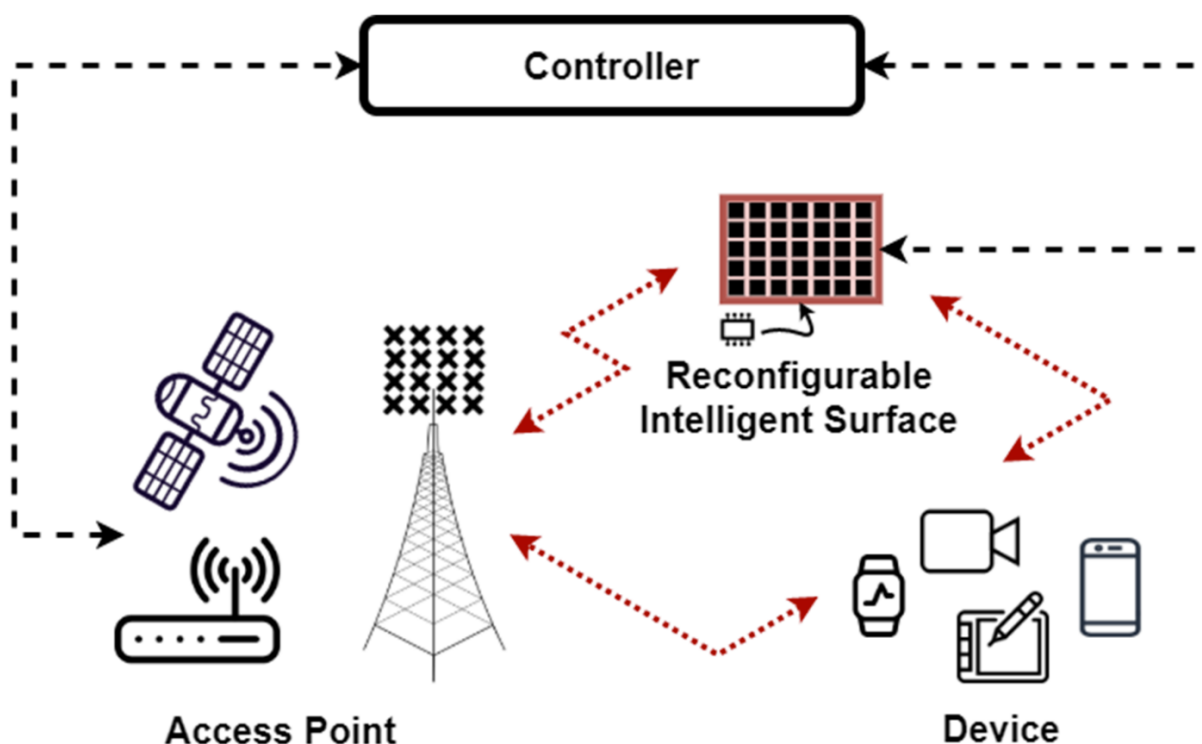 Controller
Reconfigurable
Intelligent Surface
Access Point
Device